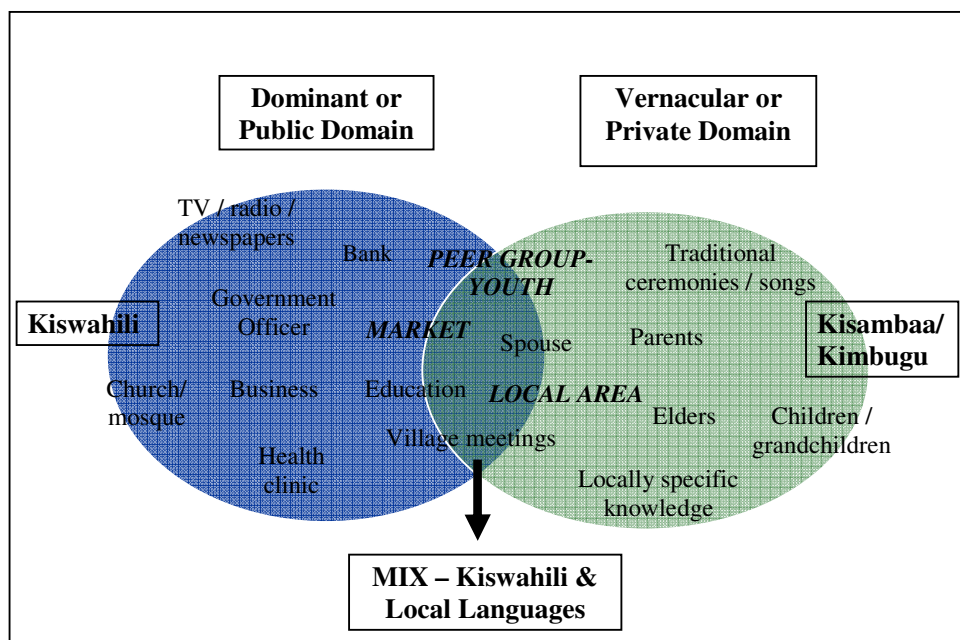 Dominant or
Public Domain
Vernacular or
Private Domain
TV / radio /
newspapers
Bank
PEER GROUP-
YOUTH
Traditional
ceremonies / songs
Kiswahili
Government
Officer
MARKET
Spouse
Parents
Kisambaa/
Kimbugu
Church/
mosque
Business
Education
LOCAL AREA
Elders
Children /
grandchildren
Village meetings
Health
clinic
Locally specific
knowledge
MIX – Kiswahili &
Local Languages